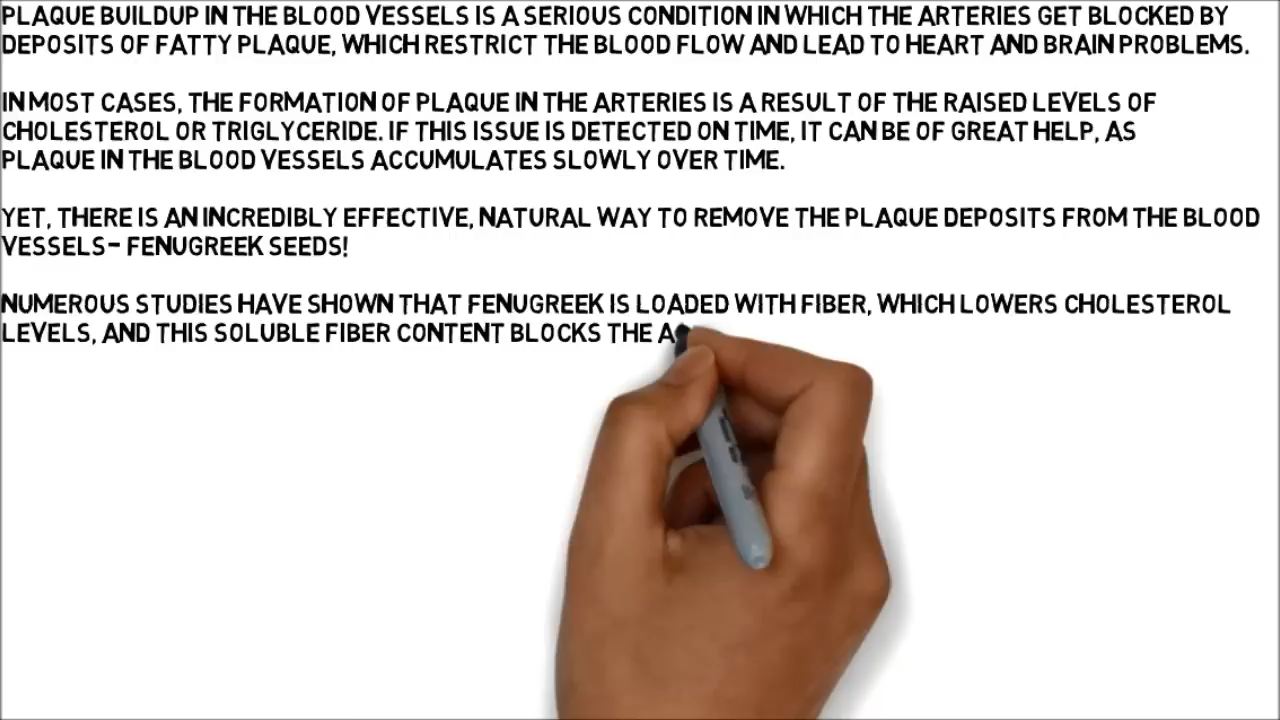 PLAQUE BUILDUP IN THE BLOOD VESSELS IS A SERIOUS CONDITION IN WHICH THE ARTERIES GET BLOCKED BY
DEPOSITS OF FATTY PLAQUE, WHICH RESTRICT THE BLOOD FLOW AND LEAD TO HEART AND BRAIN PROBLEMS.
IN MOST CASES, THE FORMATION OF PLAQUE IN THE ARTERIES IS A RESULT OF THE RAISED LEVELS OF
CHOLESTEROL OR TRIGLYCERIDE. IF THIS ISSUE IS DETECTED ON TIME, IT CAN BE OF GREAT HELP, AS
PLAQUE IN THE BLOOD VESSELS ACCUMULATES SLOWLY OVER TIME.
YET, THERE IS AN INCREDIBLY EFFECTIVE, NATURAL WAY TO REMOVE THE PLAQUE DEPOSITS FROM THE BLOOD
VESSELS– FENUGREEK SEEDS!
NUMEROUS STUDIES HAVE SHOWN THAT FENUGREEK IS LOADED WITH FIBER, WHICH LOWERS CHOLESTEROL
LEVELS, AND THIS SOLUBLE FIBER CONTENT BLOCKS THE A